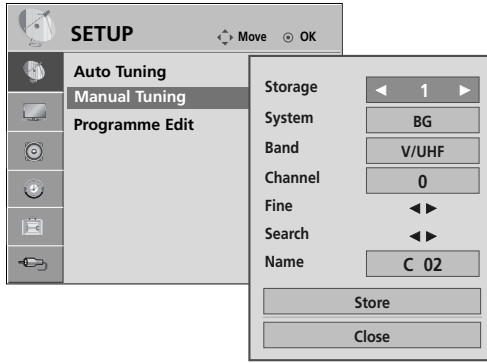 SETUP Move OK
Auto Tuning
Manual Tuning
Programme Edit
Storage ◄ 1 ►
System BG
Band V/UHF
Channel 0
Fine ◄ ►
Search ◄ ►
Name C 02
Store
Close